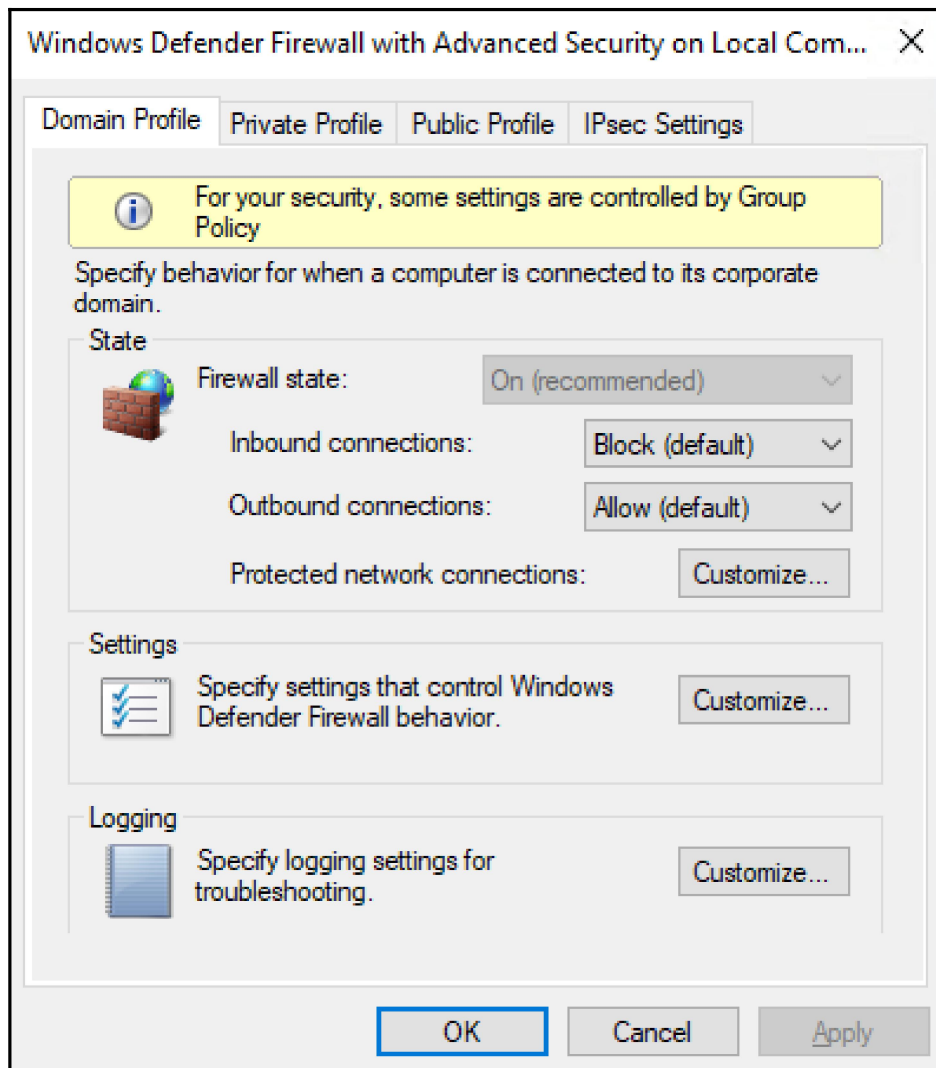 Windows Defender Firewall with Advanced Security on Local Com...
Domain Profile
Private Profile
Public Profile
IPsec Settings
For your security, some settings are controlled by Group
Policy
Specify behavior for when a computer is connected to its corporate
domain.
State
Firewall state:
On (recommended)
Inbound connections:
Block (default)
Outbound connections:
Allow (default)
Protected network connections:
Customize...
Settings
Specify settings that control Windows
Defender Firewall behavior.
Customize...
Logging
Specify logging settings for
troubleshooting.
Customize...
OK
Cancel
Apply